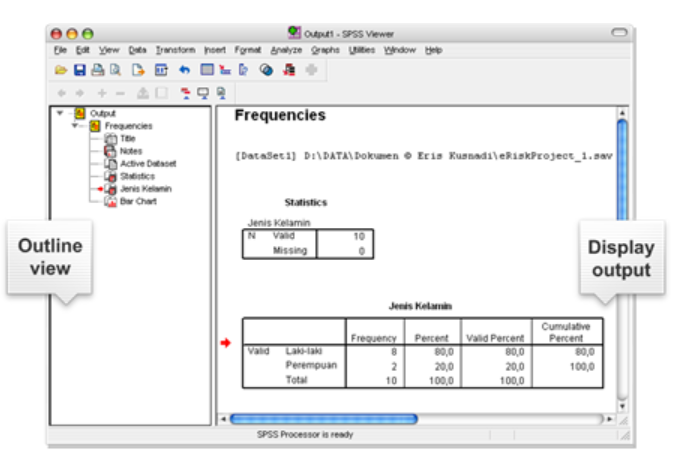 Output1 - SPSS Viewer
File Edit View Data Transform Insert Format Analyze Graphs Utilities Window Help
Output
Frequencies
Title
Notes
Active Dataset
Statistics
Jenis Kelamin
Bar Chart
Outline view
Frequencies
[DataSet1] D:\DATA\Dokumen © Eris Kusnadi\eRiskProject_1.sav
Statistics
Jenis Kelamin
N Valid 10
Missing 0
Display output
Jenis Kelamin
Frequency Percent Valid Percent Cumulative Percent
Valid Laki-laki 8 80,0 80,0 80,0
Perempuan 2 20,0 20,0 100,0
Total 10 100,0 100,0
SPSS Processor is ready